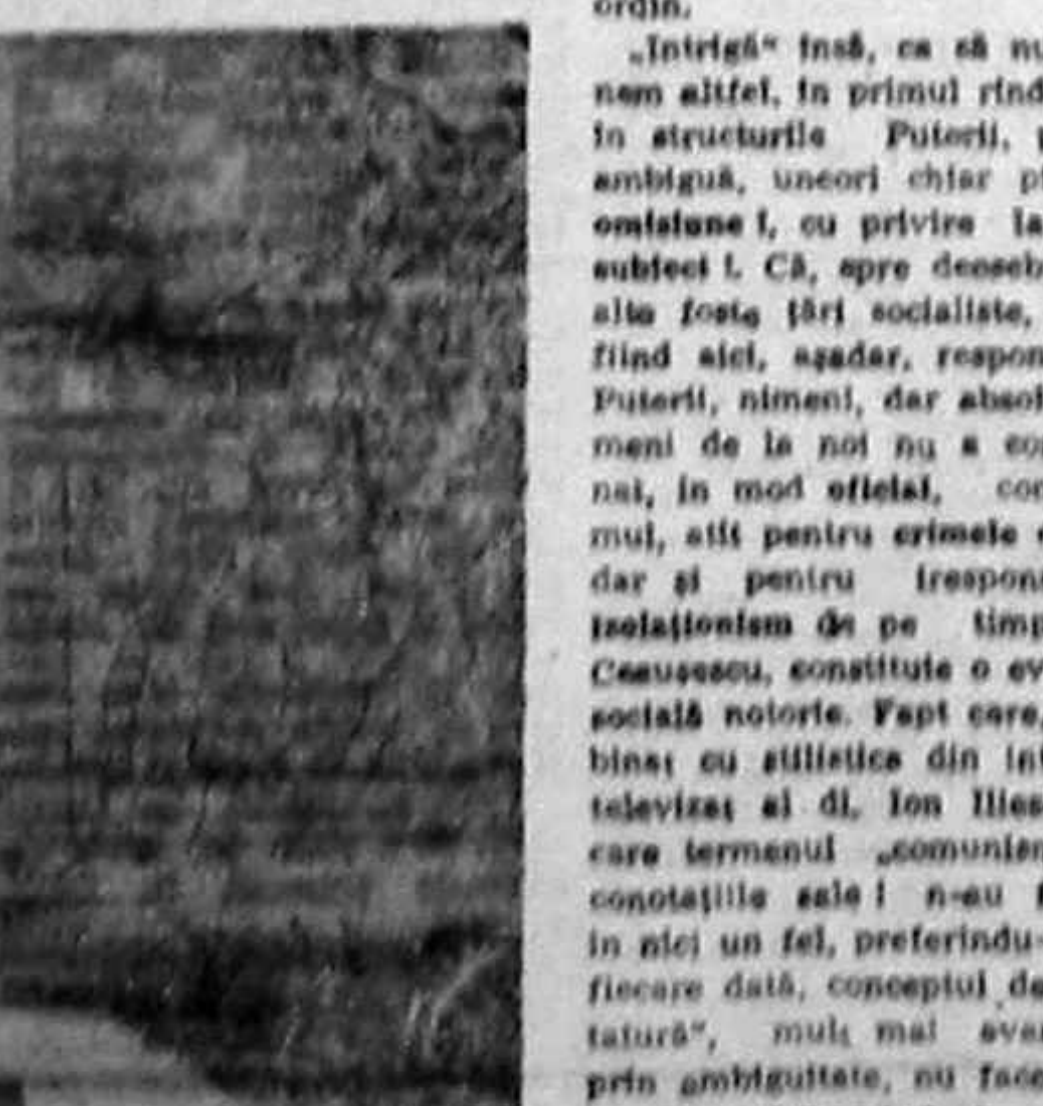 ordin.
„Intrigă" însă, ca să nu
nem altfel, în primul rînd
în structurile Puterii,
ambiguă, uneori chiar
omisiune !, cu privire la
subiect !. Că, spre deoseb
alte foste ţări socialiste,
fiind aici, aşadar, respon
Puterii, nimeni, dar absol
meni de la noi nu a
nat, în mod oficial, com
mul, atît pentru crimele
dar şi pentru irespon
izolaţionism de pe timp
Ceauşescu, constituie o ev
socială notorie. Fapt care,
binat cu stilistica din int
televizat al dl. Ion Ilies
care termenul „comunis
conotaţiile sale ! n-au
în nici un fel, preferîndu-
fiecare dată, conceptul de
tatură", mult mai
prin ambiguitate, nu face